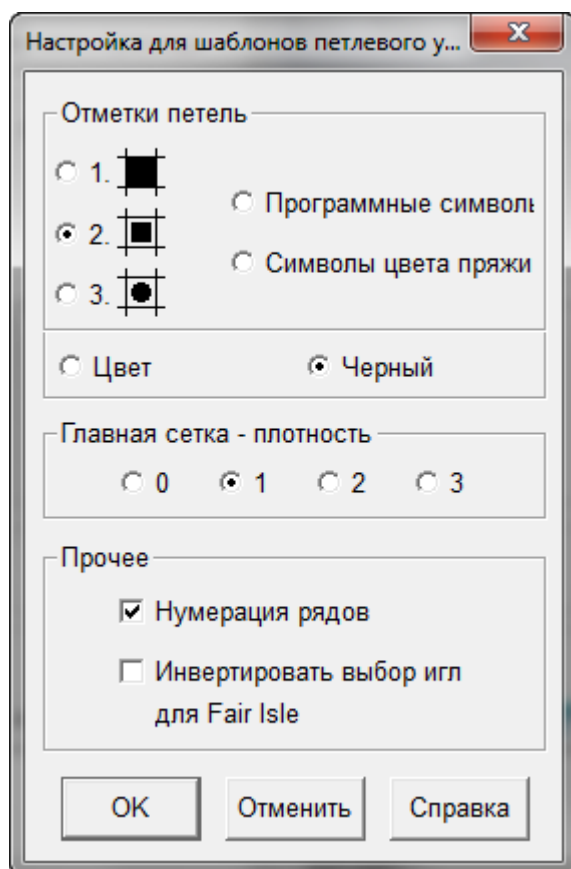 Настройка для шаблонов петлевого у...
Отметки петель
1.
2.
3.
Программные символы
Символы цвета пряжи
Цвет
Черный
Главная сетка - плотность
0 1 2 3
Прочее
Нумерация рядов
Инвертировать выбор игл
для Fair Isle
OK Отменить Справка